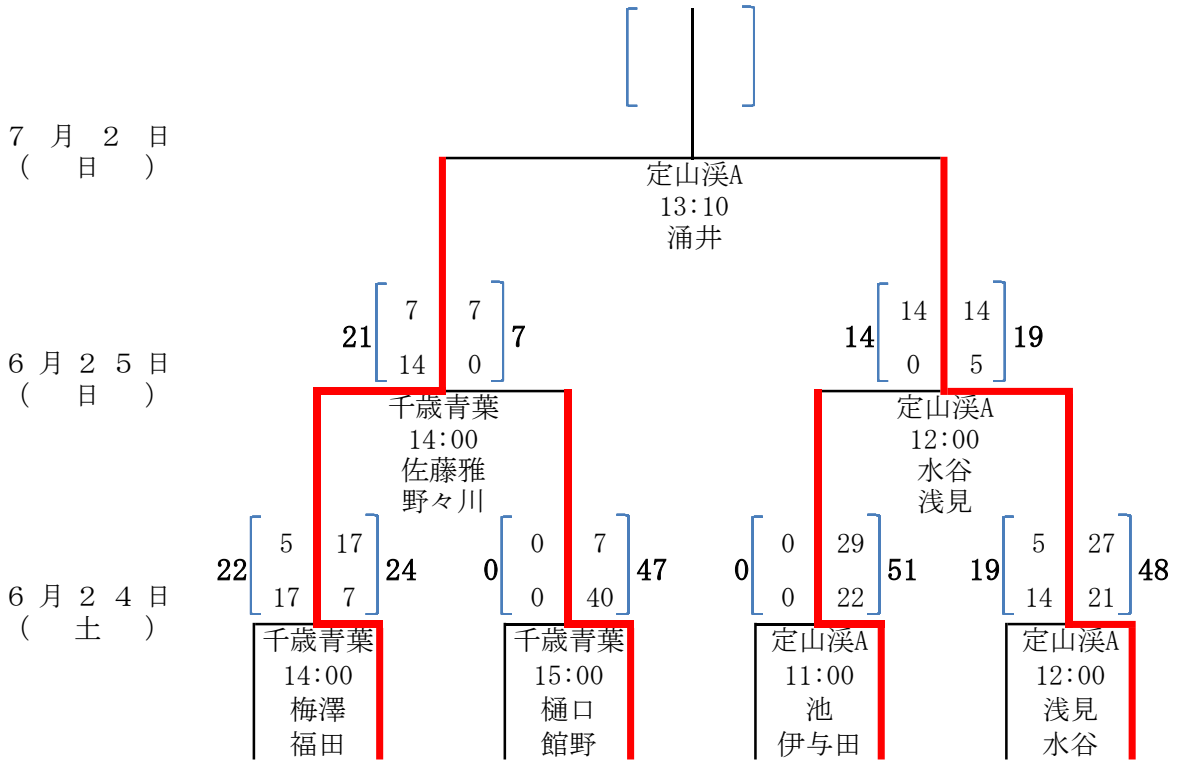 7 月 2 日
( 日 )
定山渓A
13:10
涌井
7 7
21 7
14 0
14 14
14 19
0 5
6 月 2 5 日
( 日 )
千歳青葉
14:00
佐藤雅
野々川
定山渓A
12:00
水谷
浅見
5 17
22 24
17 7
0 7
0 47
0 40
0 29
0 51
0 22
5 27
19 48
14 21
6 月 2 4 日
( 土 )
千歳青葉
14:00
梅澤
福田
千歳青葉
15:00
樋口
館野
定山渓A
11:00
池
伊与田
定山渓A
12:00
浅見
水谷